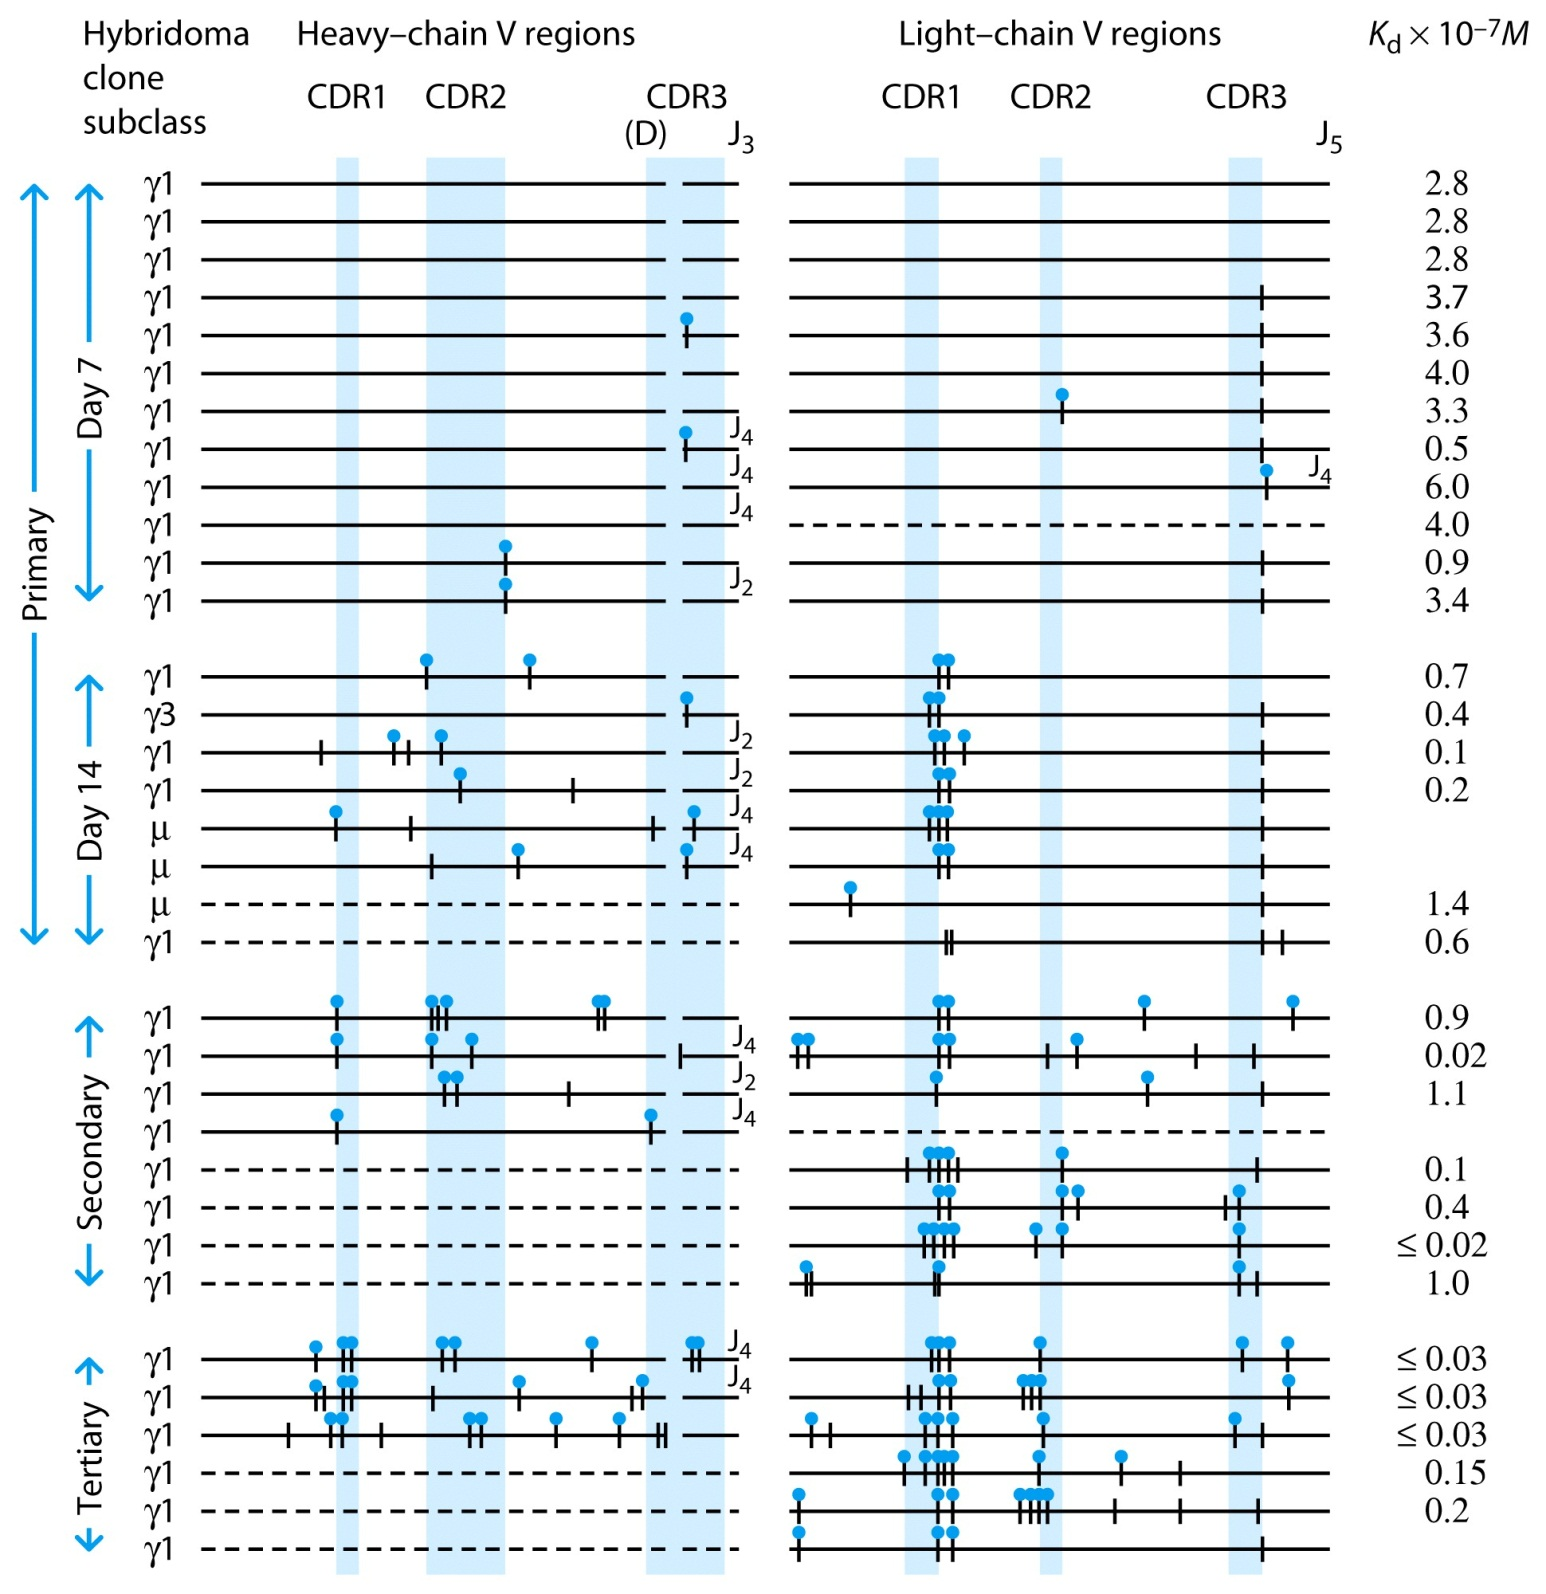 Hybridoma clone subclass
Heavy–chain V regions
Light–chain V regions
K_d × 10⁻⁷M
CDR1 CDR2 CDR3 (D) J₃
CDR1 CDR2 CDR3 J₅
Primary
Day 7
γ1 2.8
γ1 2.8
γ1 2.8
γ1 3.7
γ1 3.6
γ1 4.0
γ1 3.3
γ1 J₄ 0.5
γ1 J₄ J₄ 6.0
γ1 J₄ 4.0
γ1 0.9
γ1 J₂ 3.4
Day 14
γ1 0.7
γ3 0.4
γ1 J₂ 0.1
γ1 J₂ 0.2
μ J₄
μ J₄
μ 1.4
γ1 0.6
Secondary
γ1 0.9
γ1 J₄ 0.02
γ1 J₂ 1.1
γ1 J₄
γ1 0.1
γ1 0.4
γ1 ≤ 0.02
γ1 1.0
Tertiary
γ1 J₄ ≤ 0.03
γ1 J₄ ≤ 0.03
γ1 ≤ 0.03
γ1 0.15
γ1 0.2
γ1